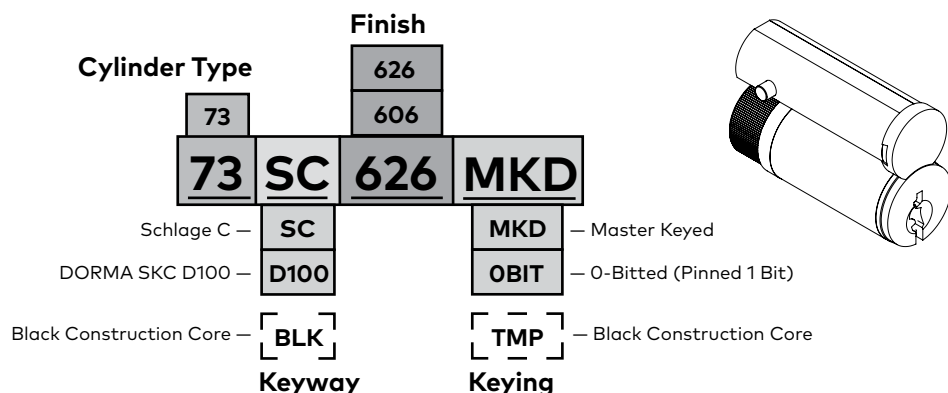 Finish
Cylinder Type
626
606
73
73 SC 626 MKD
Schlage C — SC
MKD — Master Keyed
DORMA SKC D100 — D100
0BIT — 0-Bitted (Pinned 1 Bit)
Black Construction Core — BLK
TMP — Black Construction Core
Keyway
Keying